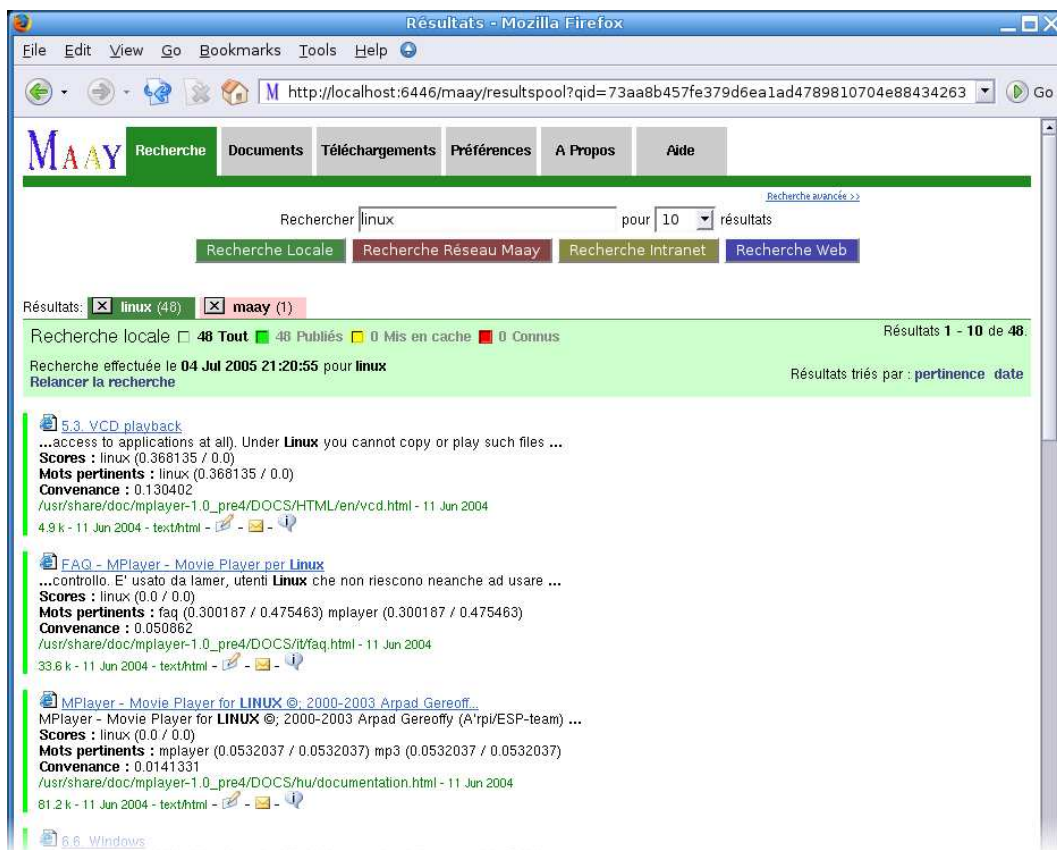 Résultats - Mozilla Firefox
File Edit View Go Bookmarks Tools Help
M http://localhost:6446/maay/resultspool?qid=73aa8b457fe379d6ea1ad4789810704e88434263 Go
MAAY Recherche Documents Téléchargements Préférences A Propos Aide
Recherche avancée >>
Rechercher linux pour 10 résultats
Recherche Locale Recherche Réseau Maay Recherche Intranet Recherche Web
Résultats: X linux (48) X maay (1)
Recherche locale 48 Tout 48 Publiés 0 Mis en cache 0 Connus Résultats 1 - 10 de 48.
Recherche effectuée le 04 Jul 2005 21:20:55 pour linux
Relancer la recherche Résultats triés par : pertinence date
5.3. VCD playback
...access to applications at all). Under Linux you cannot copy or play such files ...
Scores : linux (0.368135 / 0.0)
Mots pertinents : linux (0.368135 / 0.0)
Convenance : 0.130402
/usr/share/doc/mplayer-1.0_pre4/DOCS/HTML/en/vcd.html - 11 Jun 2004
4.9 k - 11 Jun 2004 - text/html - - -
FAQ - MPlayer - Movie Player per Linux
...controllo. E' usato da lamer, utenti Linux che non riescono neanche ad usare ...
Scores : linux (0.0 / 0.0)
Mots pertinents : faq (0.300187 / 0.475463) mplayer (0.300187 / 0.475463)
Convenance : 0.050862
/usr/share/doc/mplayer-1.0_pre4/DOCS/it/faq.html - 11 Jun 2004
33.6 k - 11 Jun 2004 - text/html - - -
MPlayer - Movie Player for LINUX ©; 2000-2003 Arpad Gereoff...
MPlayer - Movie Player for LINUX ©; 2000-2003 Arpad Gereoffy (A'rpi/ESP-team) ...
Scores : linux (0.0 / 0.0)
Mots pertinents : mplayer (0.0532037 / 0.0532037) mp3 (0.0532037 / 0.0532037)
Convenance : 0.0141331
/usr/share/doc/mplayer-1.0_pre4/DOCS/hu/documentation.html - 11 Jun 2004
81.2 k - 11 Jun 2004 - text/html - - -
6.6. Windows